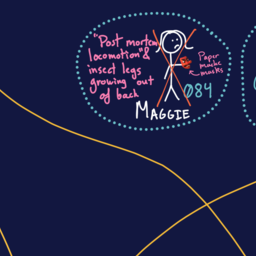 "Post mortem
locomotion" &
insect legs
growing out
of back
Paper
mache
masks
084
MAGGIE